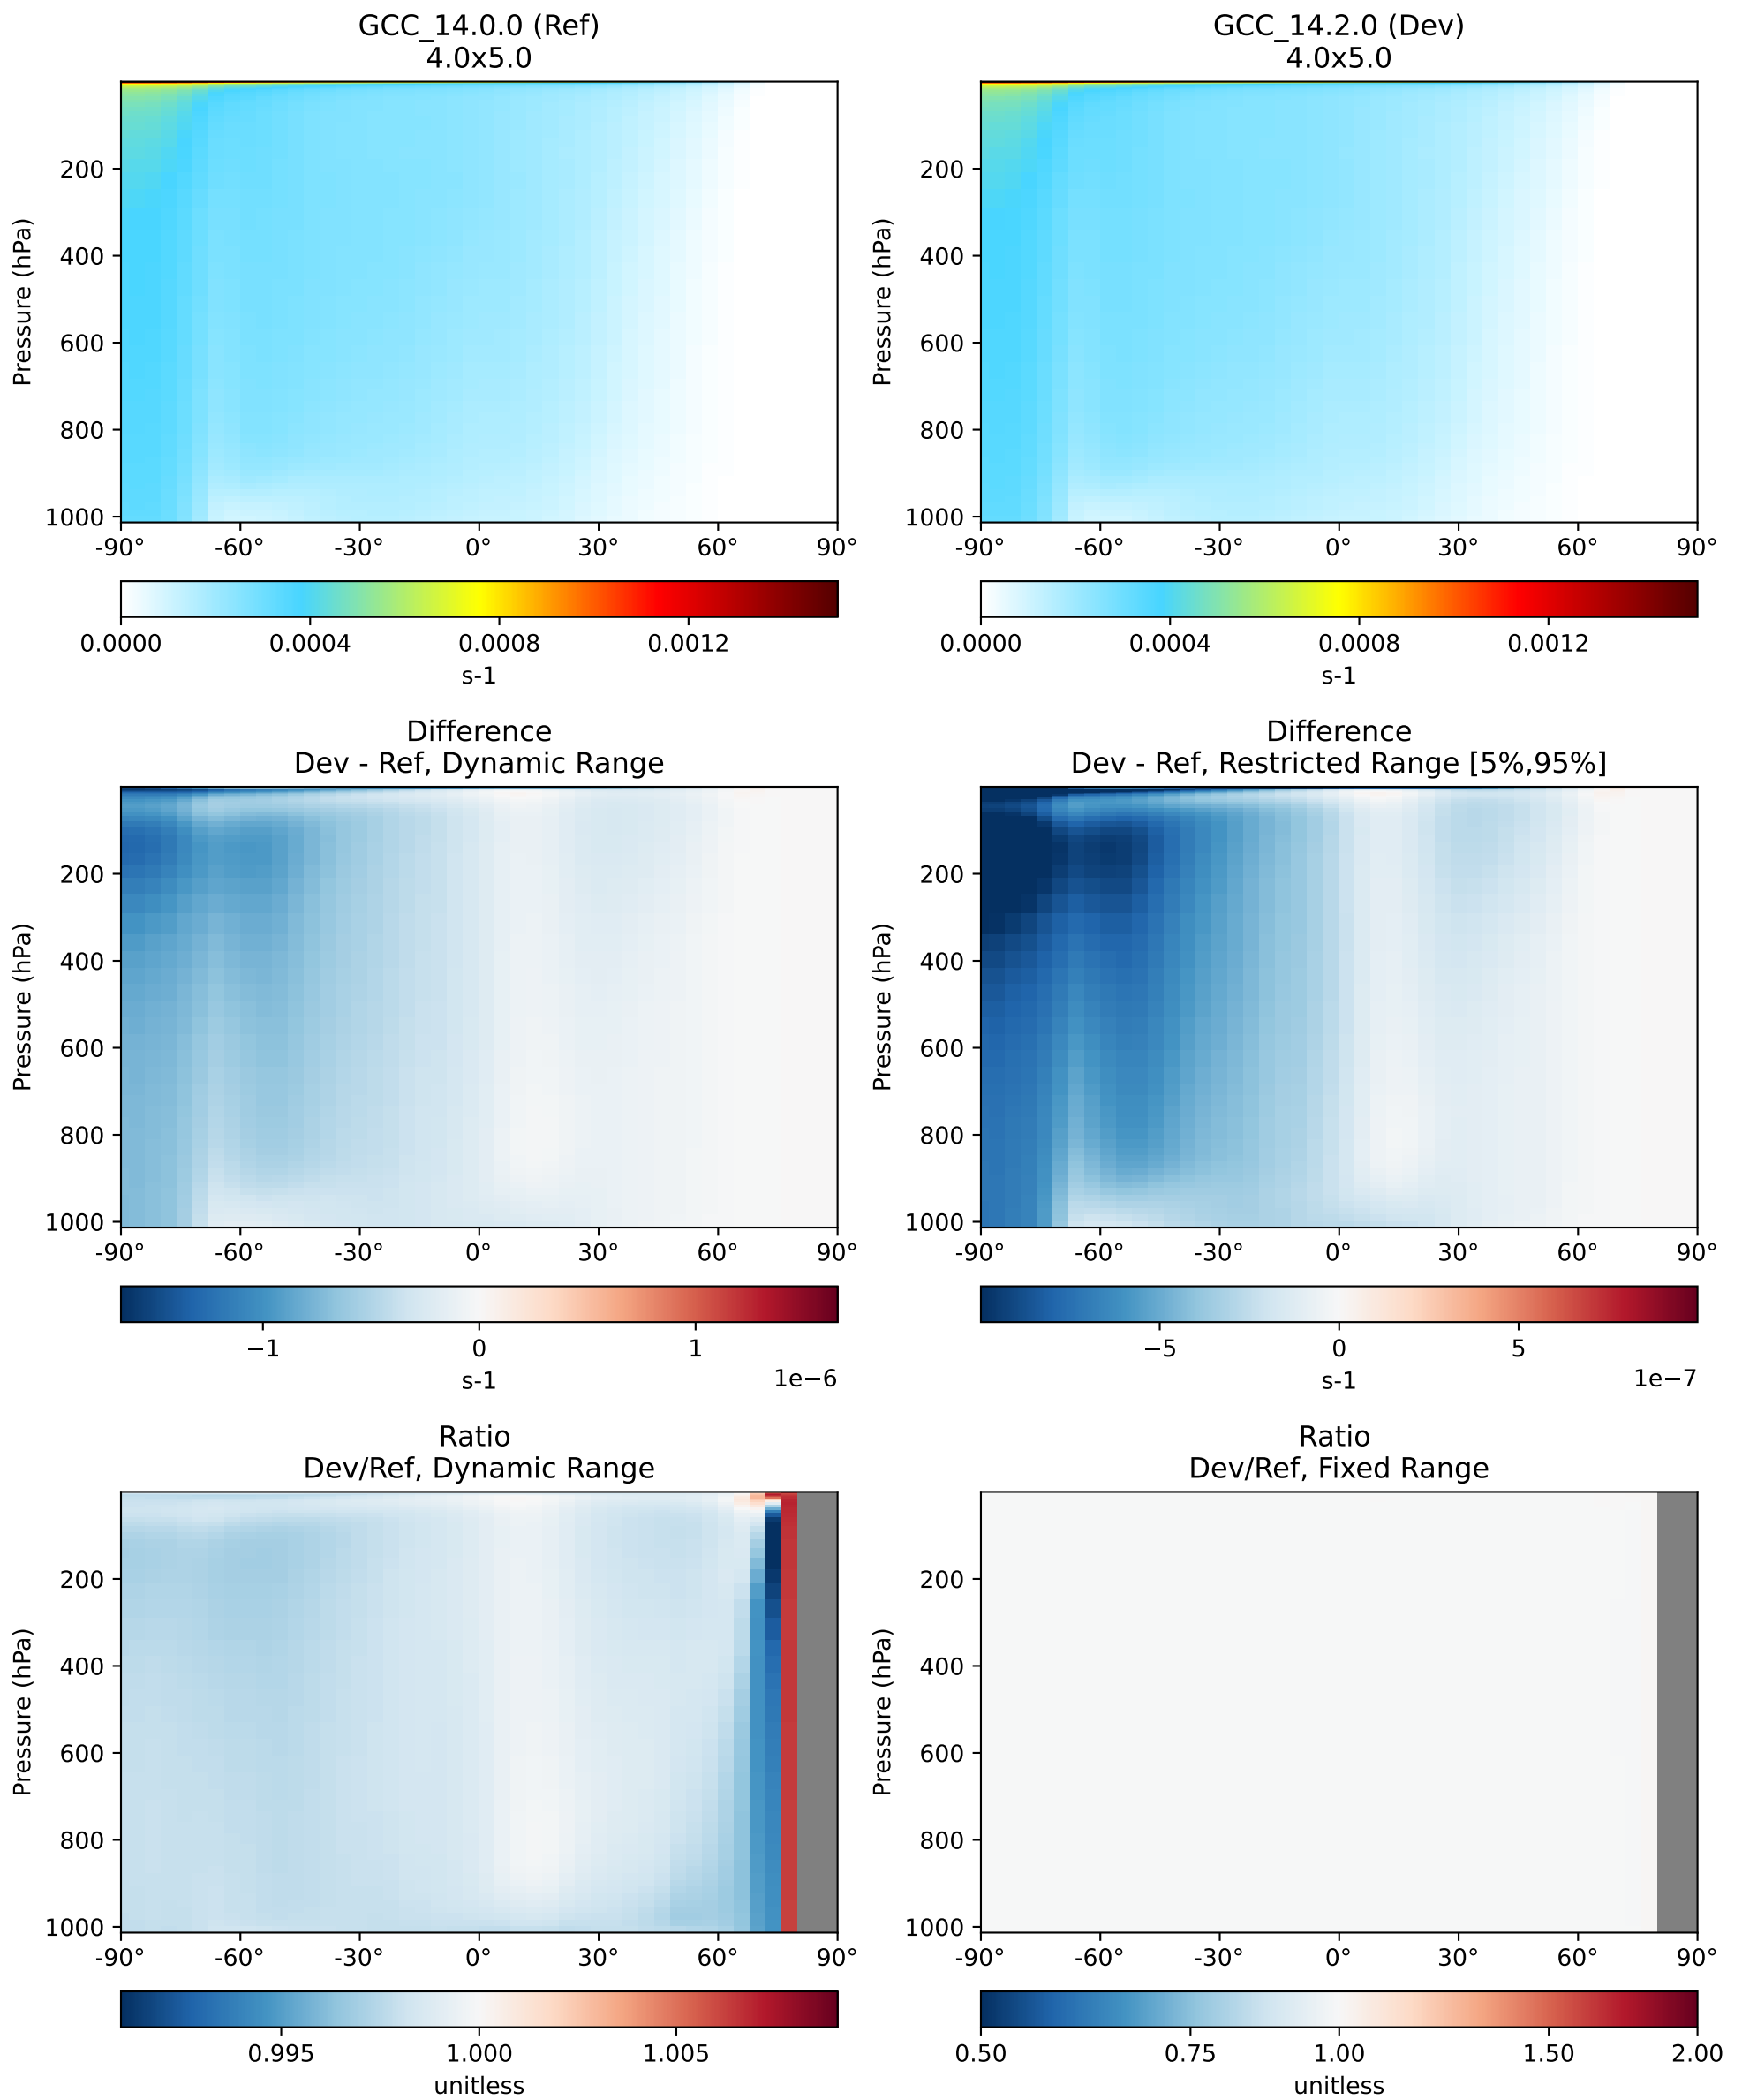 GCC_14.0.0 (Ref)
4.0x5.0
Pressure (hPa)
200
400
600
800
1000
-90° -60° -30° 0° 30° 60° 90°
0.0000 0.0004 0.0008 0.0012
s-1
GCC_14.2.0 (Dev)
4.0x5.0
Pressure (hPa)
200
400
600
800
1000
-90° -60° -30° 0° 30° 60° 90°
0.0000 0.0004 0.0008 0.0012
s-1
Difference
Dev - Ref, Dynamic Range
Pressure (hPa)
200
400
600
800
1000
-90° -60° -30° 0° 30° 60° 90°
−1 0 1
s-1 1e−6
Difference
Dev - Ref, Restricted Range [5%,95%]
Pressure (hPa)
200
400
600
800
1000
-90° -60° -30° 0° 30° 60° 90°
−5 0 5
s-1 1e−7
Ratio
Dev/Ref, Dynamic Range
Pressure (hPa)
200
400
600
800
1000
-90° -60° -30° 0° 30° 60° 90°
0.995 1.000 1.005
unitless
Ratio
Dev/Ref, Fixed Range
Pressure (hPa)
200
400
600
800
1000
-90° -60° -30° 0° 30° 60° 90°
0.50 0.75 1.00 1.50 2.00
unitless